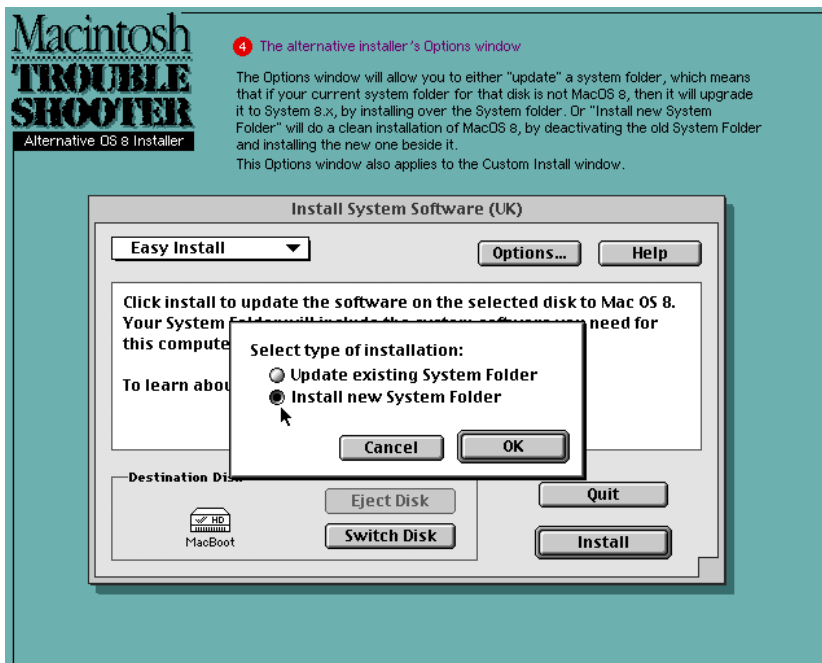 Macintosh
TROUBLE
SHOOTER
Alternative OS 8 Installer
4 The alternative installer's Options window
The Options window will allow you to either "update" a system folder, which means
that if your current system folder for that disk is not MacOS 8, then it will upgrade
it to System 8.x, by installing over the System folder. Or "Install new System
Folder" will do a clean installation of MacOS 8, by deactivating the old System Folder
and installing the new one beside it.
This Options window also applies to the Custom Install window.
Install System Software (UK)
Easy Install
Options...
Help
Click install to update the software on the selected disk to Mac OS 8.
Your System need for
this compute
To learn abou
Select type of installation:
Update existing System Folder
Install new System Folder
Cancel
OK
Destination
HD
MacBoot
Eject Disk
Switch Disk
Quit
Install